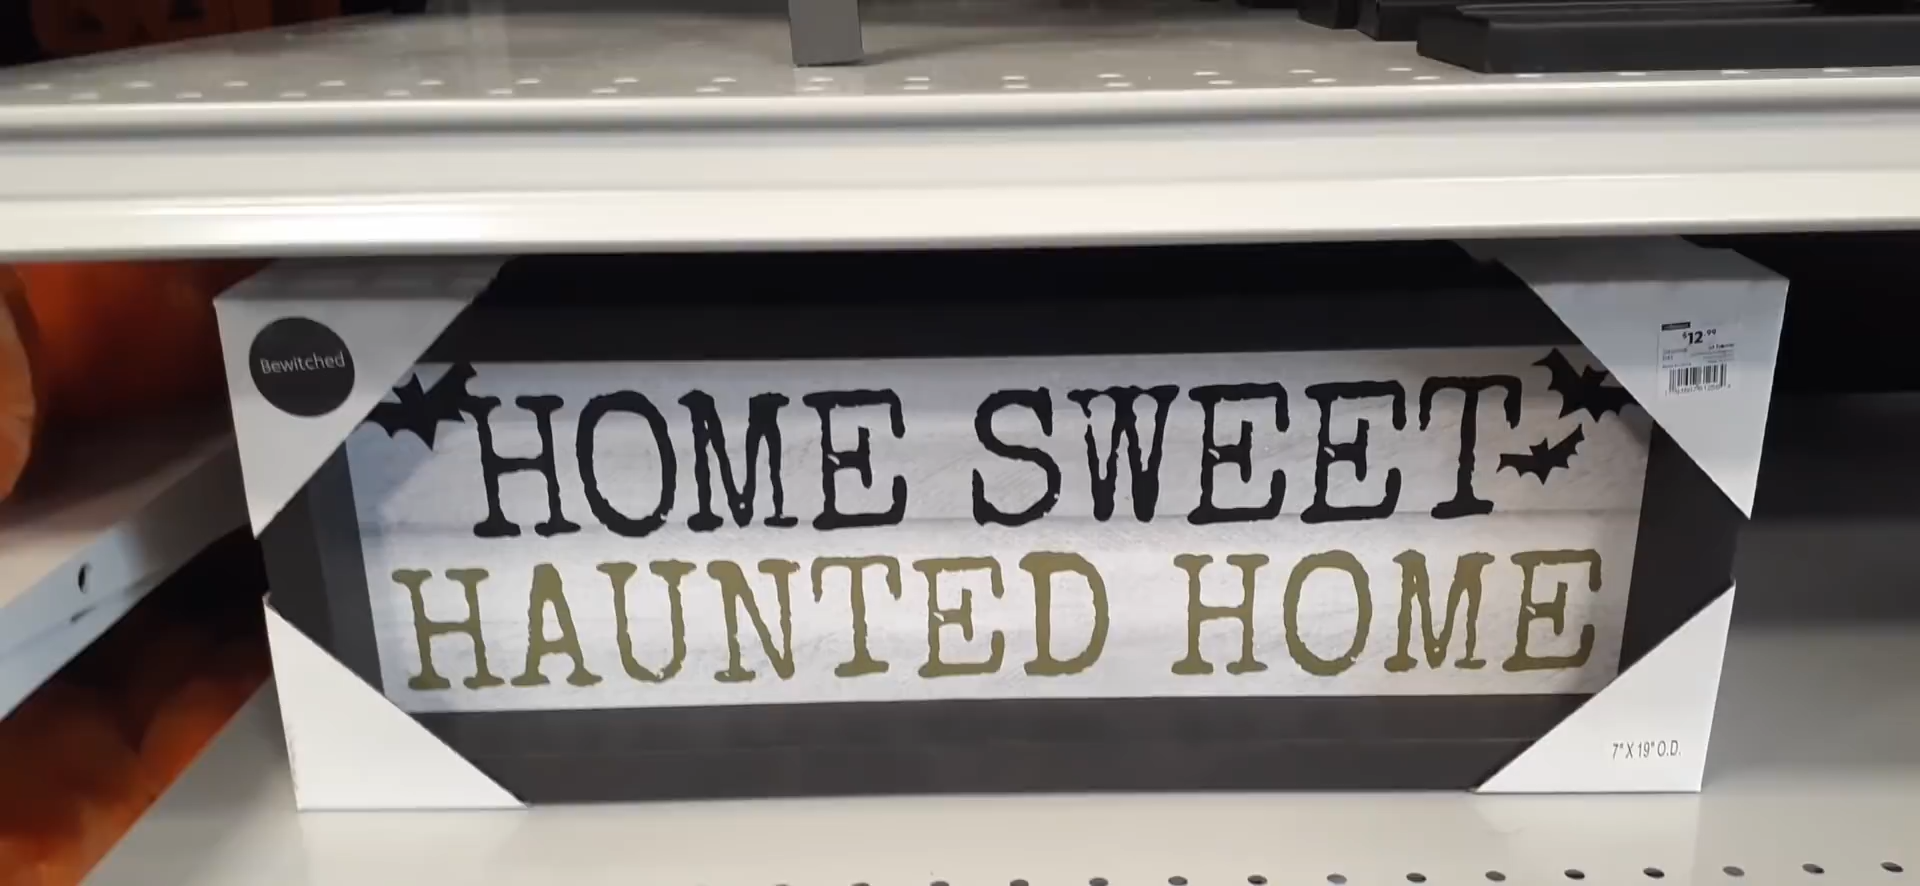 Bewitched
$12.99
HOME SWEET
HAUNTED HOME
7" X 19" O.D.